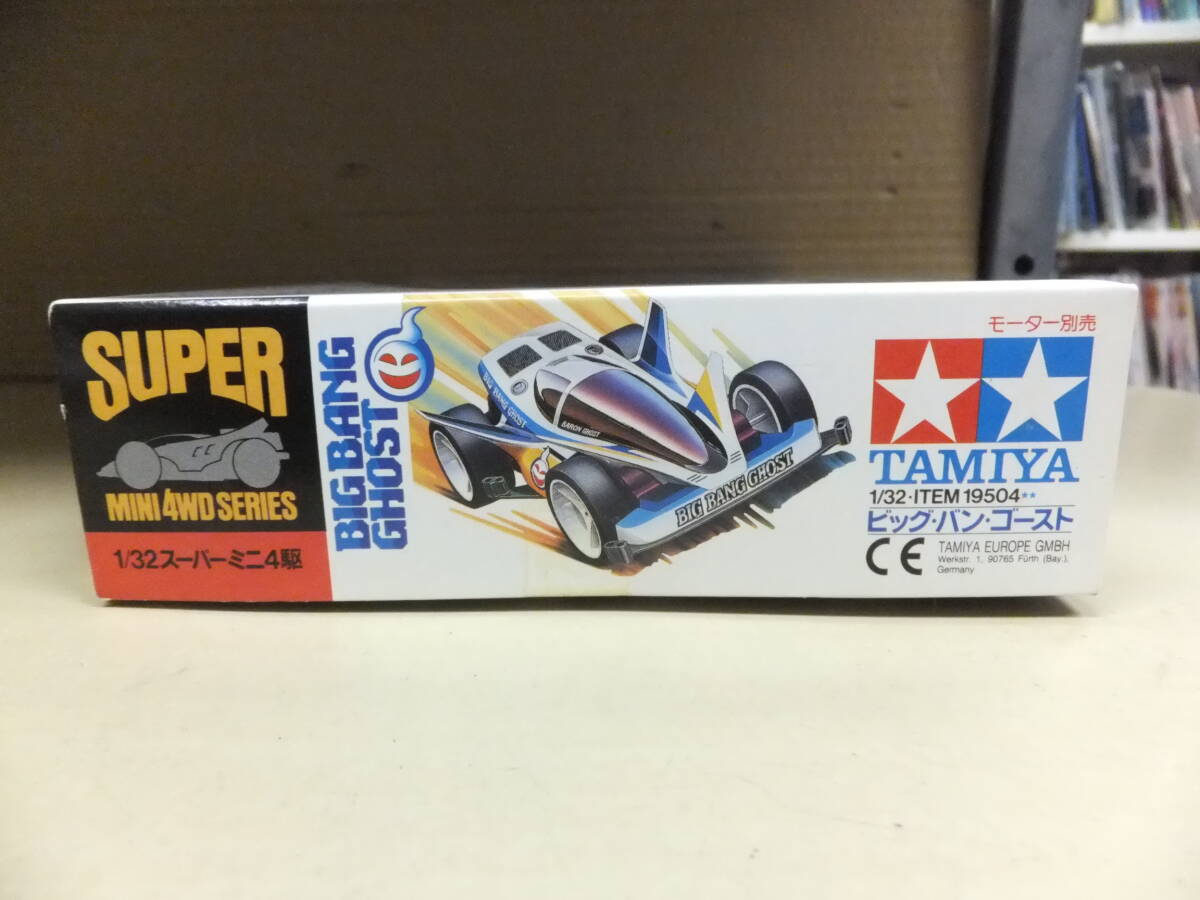 SUPER
MINI 4WD SERIES
1/32スーパーミニ4駆
BIG BANG
GHOST
BIG BANG GHOST
BARON GHOST
BIG BANG GHOST
モーター別売
TAMIYA
1/32・ITEM 19504★★
ビッグ・バン・ゴースト
CE
TAMIYA EUROPE GMBH
Werkstr. 1, 90765 Fürth (Bay.),
Germany